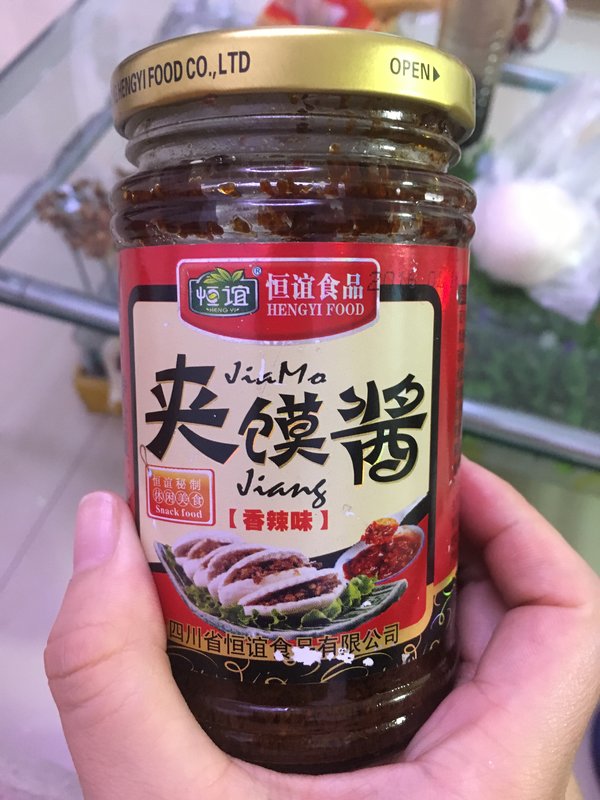 HENGYI FOOD CO.,LTD
OPEN
恒谊
HENG YI
®
恒谊食品
HENGYI FOOD
JiaMo
夹馍酱
Jiang
恒谊秘制
休闲美食
Snack food
【香辣味】
四川省恒谊食品有限公司